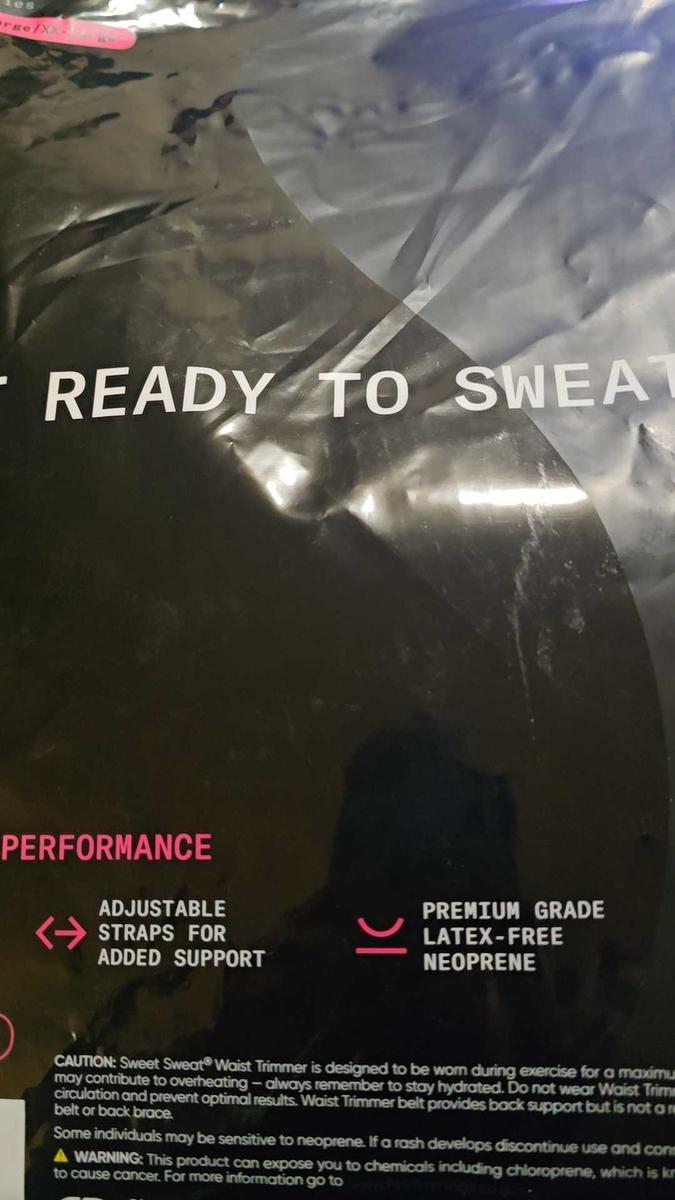 READY TO SWEAT
PERFORMANCE
ADJUSTABLE
STRAPS FOR
ADDED SUPPORT
PREMIUM GRADE
LATEX-FREE
NEOPRENE
CAUTION: Sweet Sweat® Waist Trimmer is designed to be worn during exercise for a maximu
may contribute to overheating – always remember to stay hydrated. Do not wear Waist Trim
circulation and prevent optimal results. Waist Trimmer belt provides back support but is not a
belt or back brace.
Some individuals may be sensitive to neoprene. If a rash develops discontinue use and con
WARNING: This product can expose you to chemicals including chloroprene, which is
to cause cancer. For more information go to